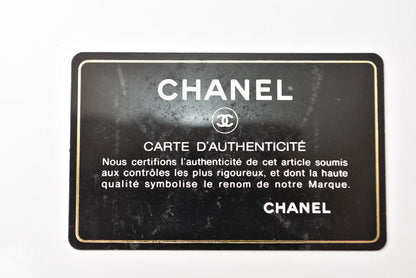 CHANEL
CARTE D'AUTHENTICITÉ
Nous certifions l'authenticité de cet article soumis
aux contrôles les plus rigoureux, et dont la haute
qualité symbolise le renom de notre Marque.
CHANEL